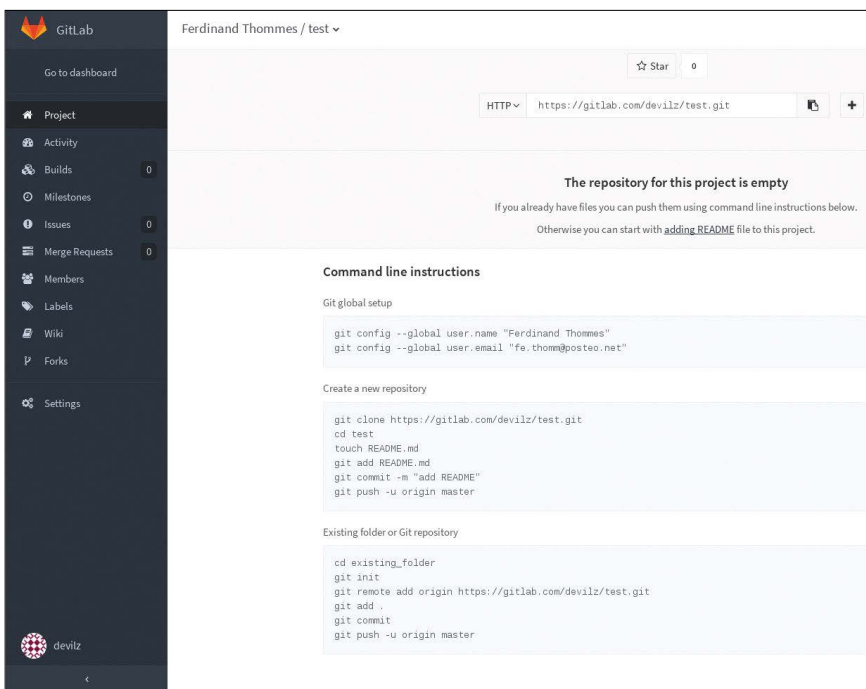 GitLab
Go to dashboard
Project
Activity
Builds 0
Milestones
Issues 0
Merge Requests 0
Members
Labels
Wiki
Forks
Settings
devilz
Ferdinand Thommes / test
Star 0
HTTP https://gitlab.com/devilz/test.git
The repository for this project is empty
If you already have files you can push them using command line instructions below.
Otherwise you can start with adding README file to this project.
Command line instructions
Git global setup
git config --global user.name "Ferdinand Thommes"
git config --global user.email "fe.thomm@posteo.net"
Create a new repository
git clone https://gitlab.com/devilz/test.git
cd test
touch README.md
git add README.md
git commit -m "add README"
git push -u origin master
Existing folder or Git repository
cd existing_folder
git init
git remote add origin https://gitlab.com/devilz/test.git
git add .
git commit
git push -u origin master